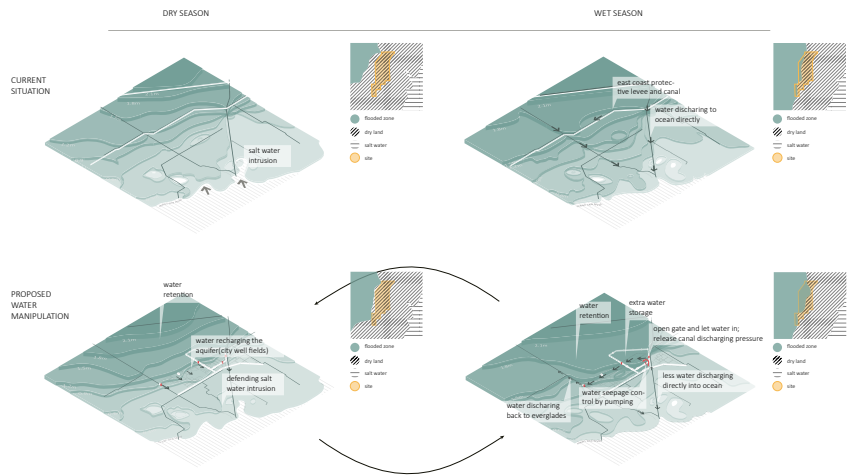 DRY SEASON
WET SEASON
CURRENT
SITUATION
salt water
intrusion
flooded zone
dry land
salt water
site
east coast protec-
tive levee and canal
water discharing to
ocean directly
flooded zone
dry land
salt water
site
PROPOSED
WATER
MANIPULATION
water
retention
water recharging the
aquifer(city well fields)
defending salt
water intrusion
flooded zone
dry land
salt water
site
water
retention
extra water
storage
open gate and let water in;
release canal discharging pressure
less water discharging
directly into ocean
water seepage con-
trol by pumping
water discharing
back to everglades
flooded zone
dry land
salt water
site